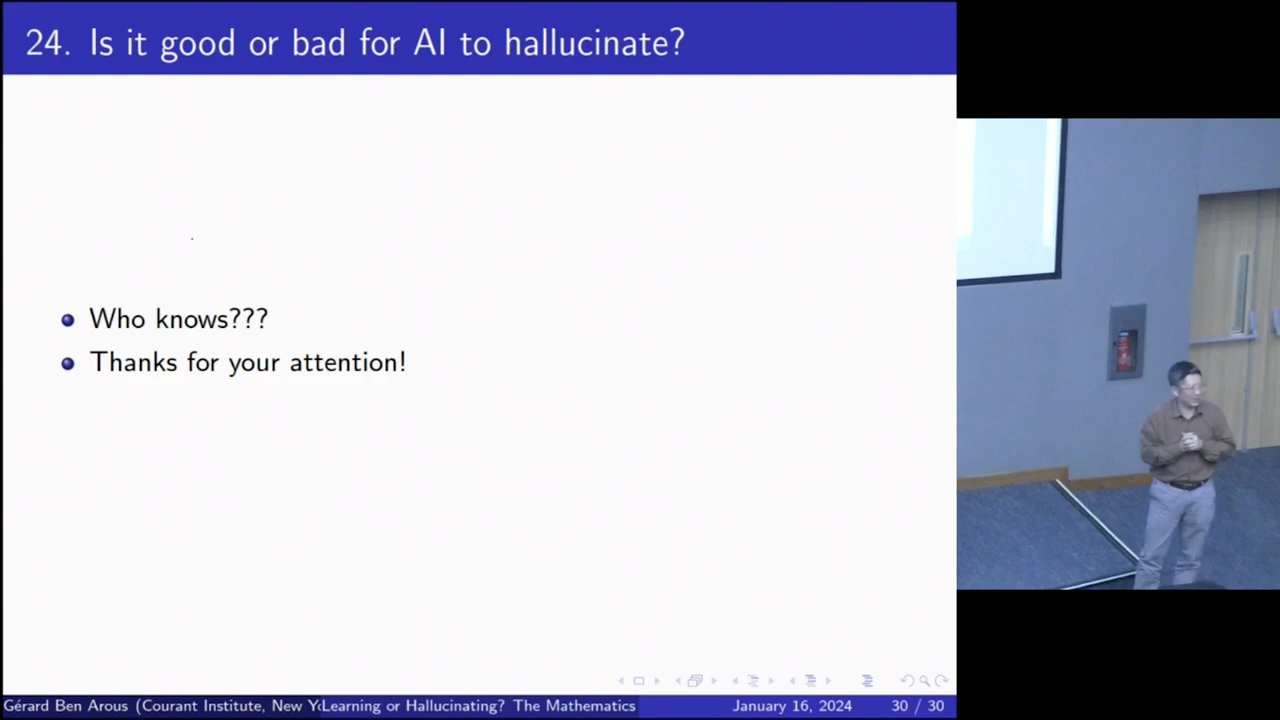 24. Is it good or bad for AI to hallucinate?
Who knows???
Thanks for your attention!
Gérard Ben Arous (Courant Institute, New Y Learning or Hallucinating? The Mathematics January 16, 2024 30 / 30